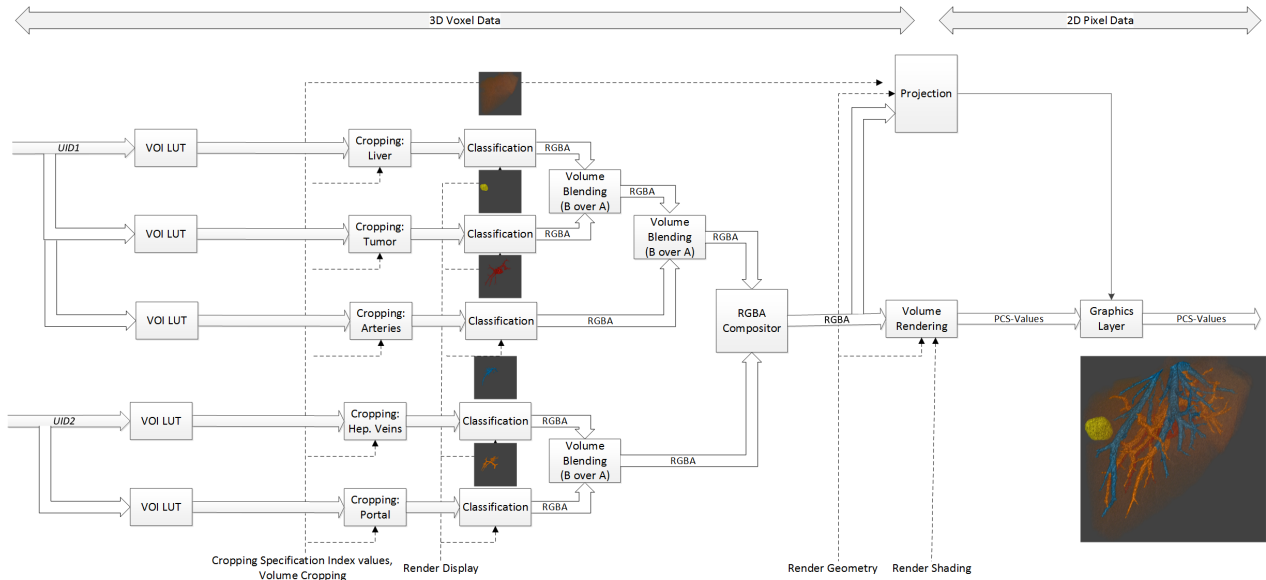 3D Voxel Data
2D Pixel Data
Projection
UID1
VOI LUT
Cropping:
Liver
Classification
RGBA
Volume
Blending
(B over A)
RGBA
VOI LUT
Cropping:
Tumor
Classification
RGBA
Volume
Blending
(B over A)
RGBA
VOI LUT
Cropping:
Arteries
Classification
RGBA
RGBA
Compositor
RGBA
Volume
Rendering
PCS-Values
Graphics
Layer
PCS-Values
UID2
VOI LUT
Cropping:
Hep. Veins
Classification
RGBA
Volume
Blending
(B over A)
RGBA
VOI LUT
Cropping:
Portal
Classification
RGBA
Cropping Specification Index values,
Volume Cropping
Render Display
Render Geometry
Render Shading